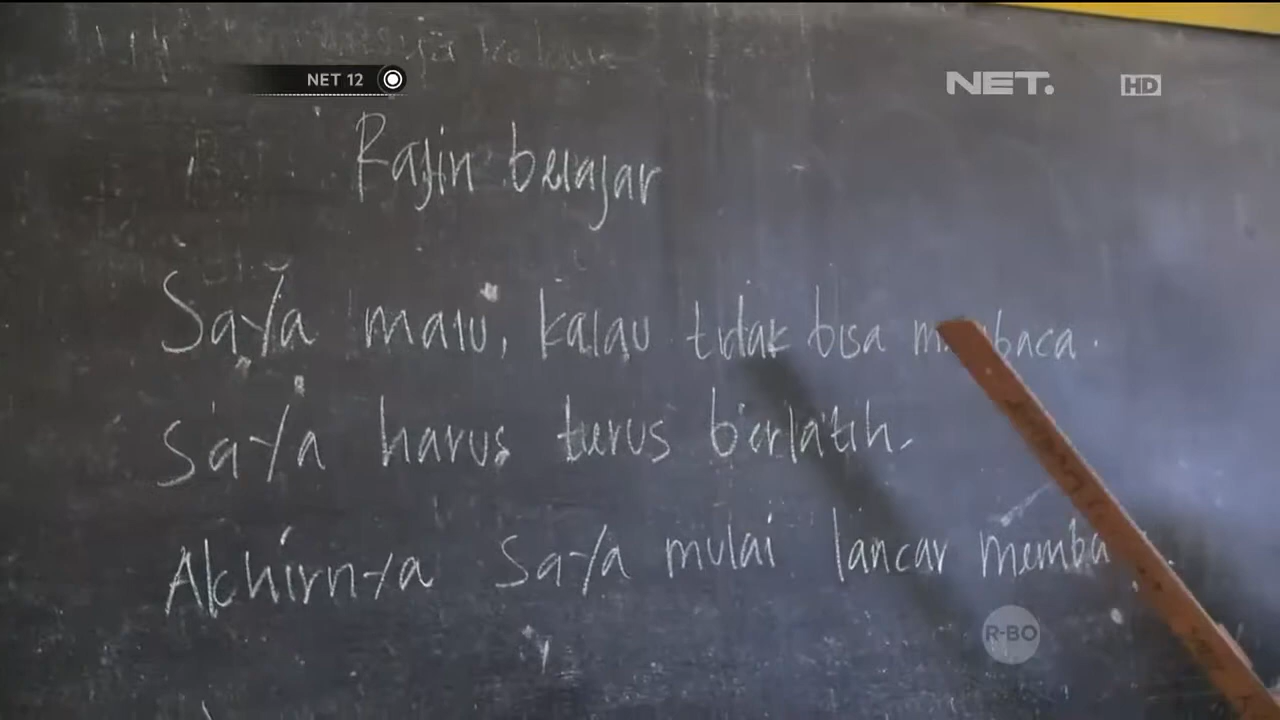 NET 12
NET.
HD
Rajin belajar
Saya malu, kalau tidak bisa membaca.
Saya harus terus berlatih.
Akhirnya saya mulai lancar memba
R-BO